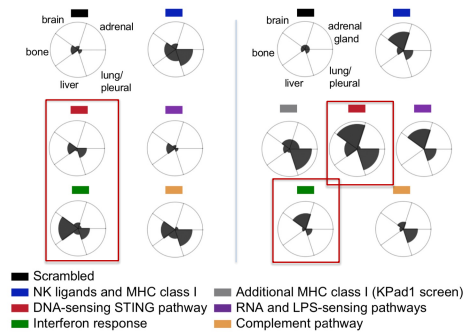 brain
adrenal
bone
liver
lung/
pleural
brain
adrenal
gland
bone
liver
lung/
pleural
Scrambled
NK ligands and MHC class I
Additional MHC class I (KPad1 screen)
DNA-sensing STING pathway
RNA and LPS-sensing pathways
Interferon response
Complement pathway